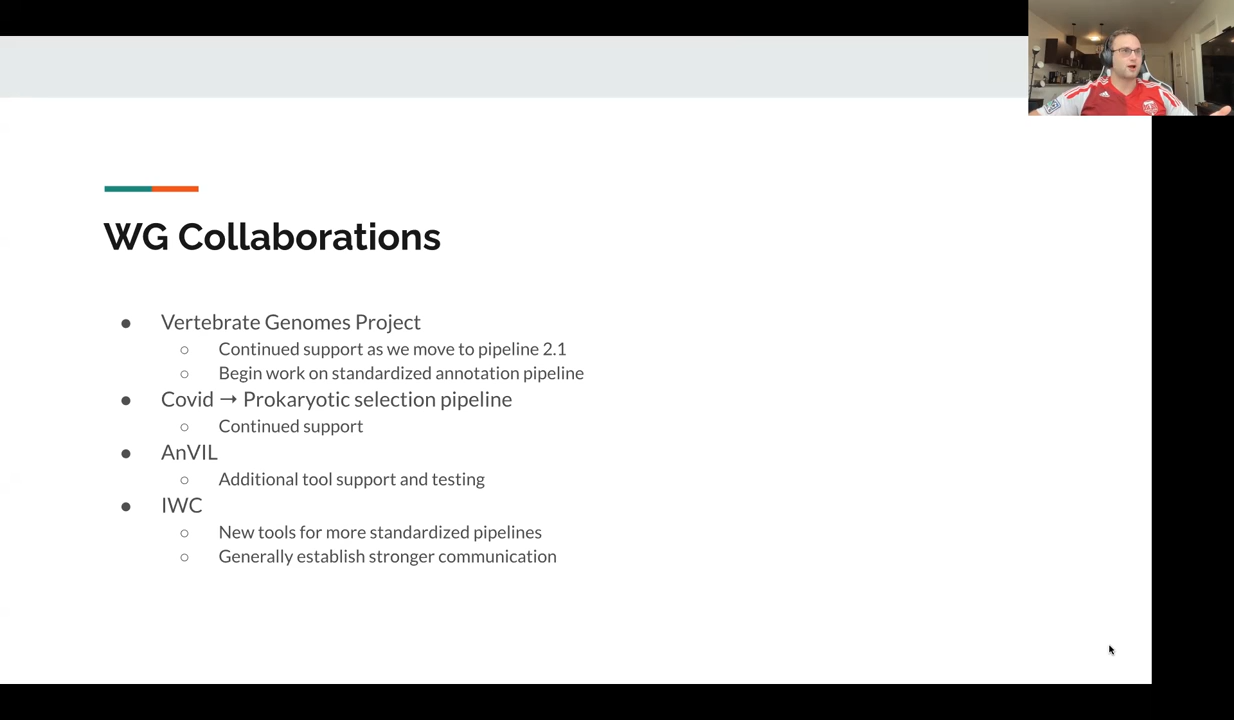 WG Collaborations
● Vertebrate Genomes Project
○ Continued support as we move to pipeline 2.1
○ Begin work on standardized annotation pipeline
● Covid → Prokaryotic selection pipeline
○ Continued support
● AnVIL
○ Additional tool support and testing
● IWC
○ New tools for more standardized pipelines
○ Generally establish stronger communication